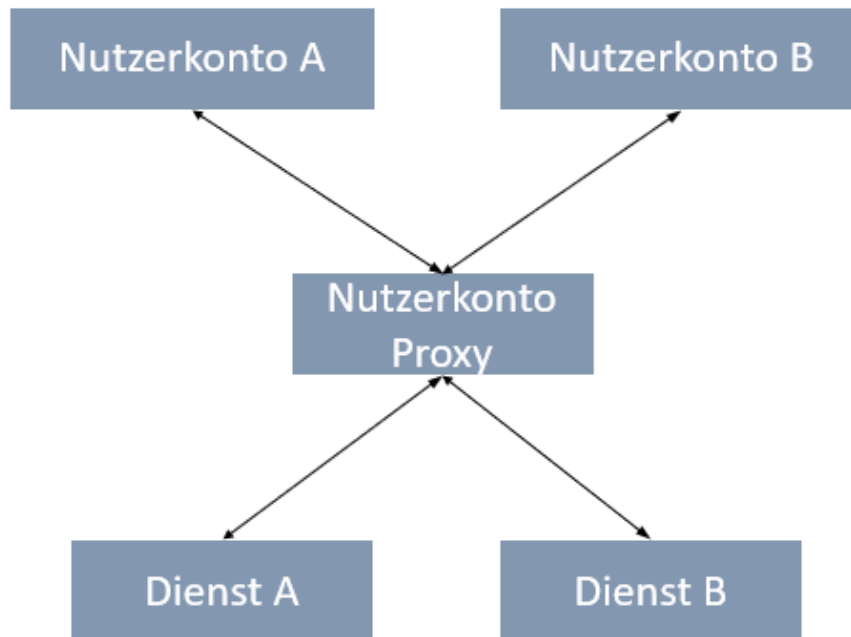 Nutzerkonto A
Nutzerkonto B
Nutzerkonto
Proxy
Dienst A
Dienst B